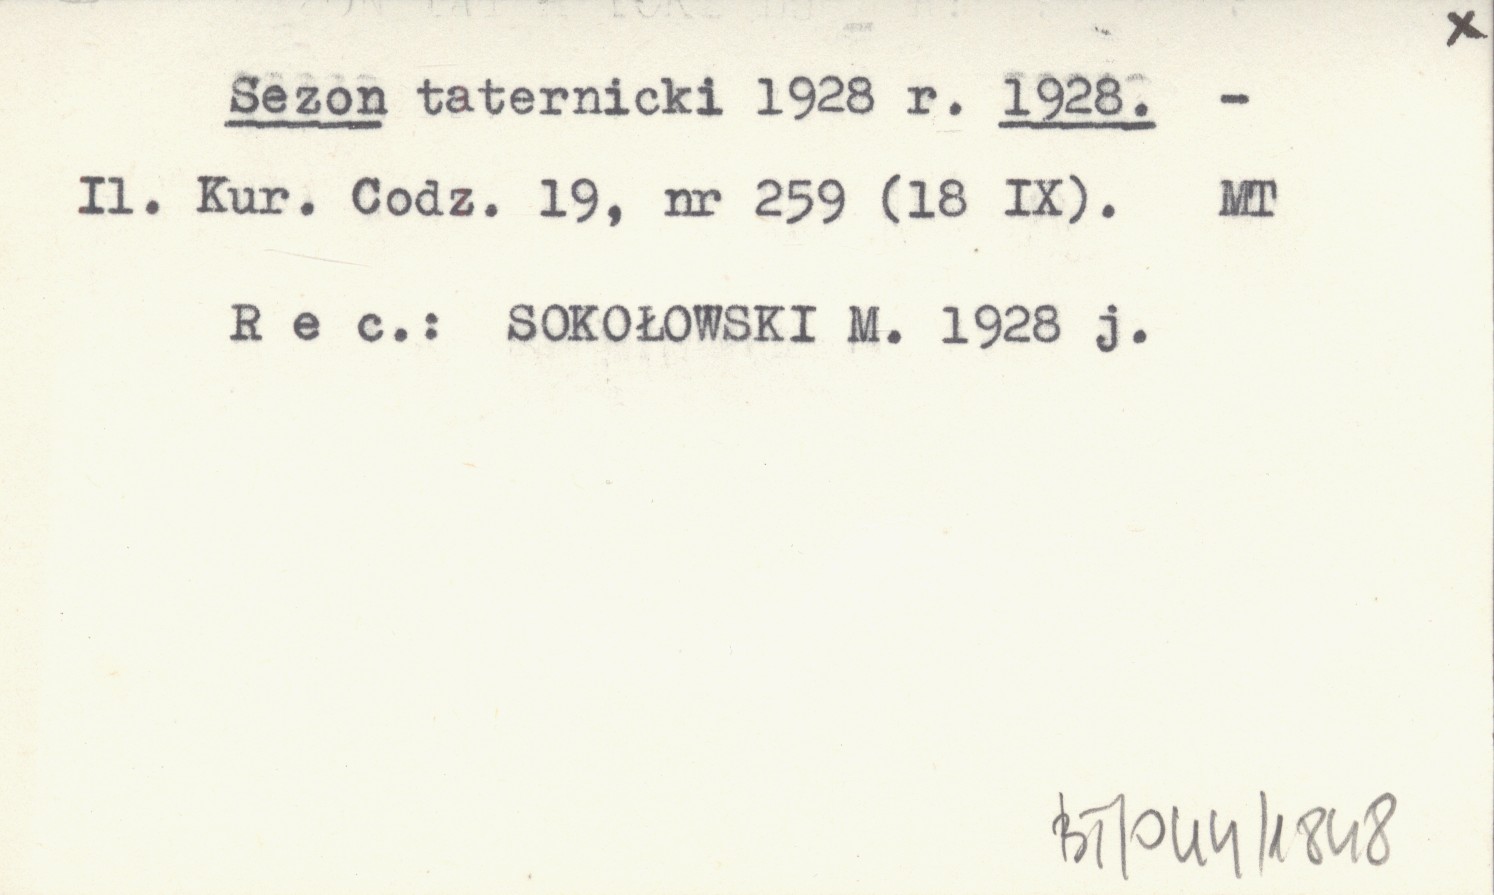 x
Sezon taternicki 1928 r. 1928. -
Il. Kur. Codz. 19, nr 259 (18 IX). MT
R e c.: SOKOŁOWSKI M. 1928 j.
BT/044/1848